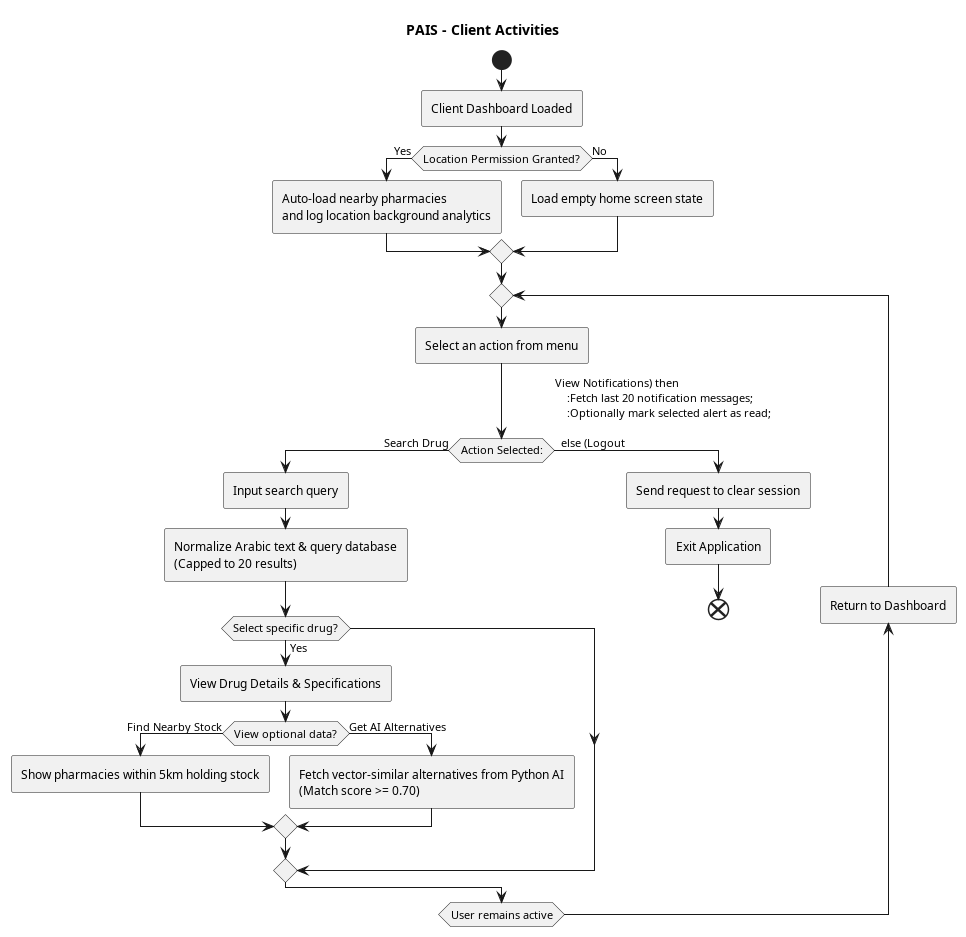 PAIS - Client Activities
Client Dashboard Loaded
Yes
Location Permission Granted?
No
Auto-load nearby pharmacies
and log location background analytics
Load empty home screen state
Select an action from menu
View Notifications) then
:Fetch last 20 notification messages;
:Optionally mark selected alert as read;
Search Drug
Action Selected:
else (Logout
Input search query
Send request to clear session
Normalize Arabic text & query database
(Capped to 20 results)
Exit Application
Return to Dashboard
Select specific drug?
Yes
View Drug Details & Specifications
Find Nearby Stock
View optional data?
Get AI Alternatives
Show pharmacies within 5km holding stock
Fetch vector-similar alternatives from Python AI
(Match score >= 0.70)
User remains active